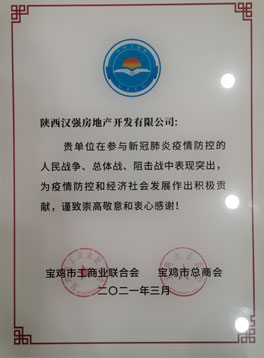 陕西汉强房地产开发有限公司:
贵单位在参与新冠肺炎疫情防控的
人民战争、总体战、阻击战中表现突出，
为疫情防控和经济社会发展作出积极贡
献，谨致崇高敬意和衷心感谢！
宝鸡市工商业联合会 宝鸡市总商会
二〇二一年三月